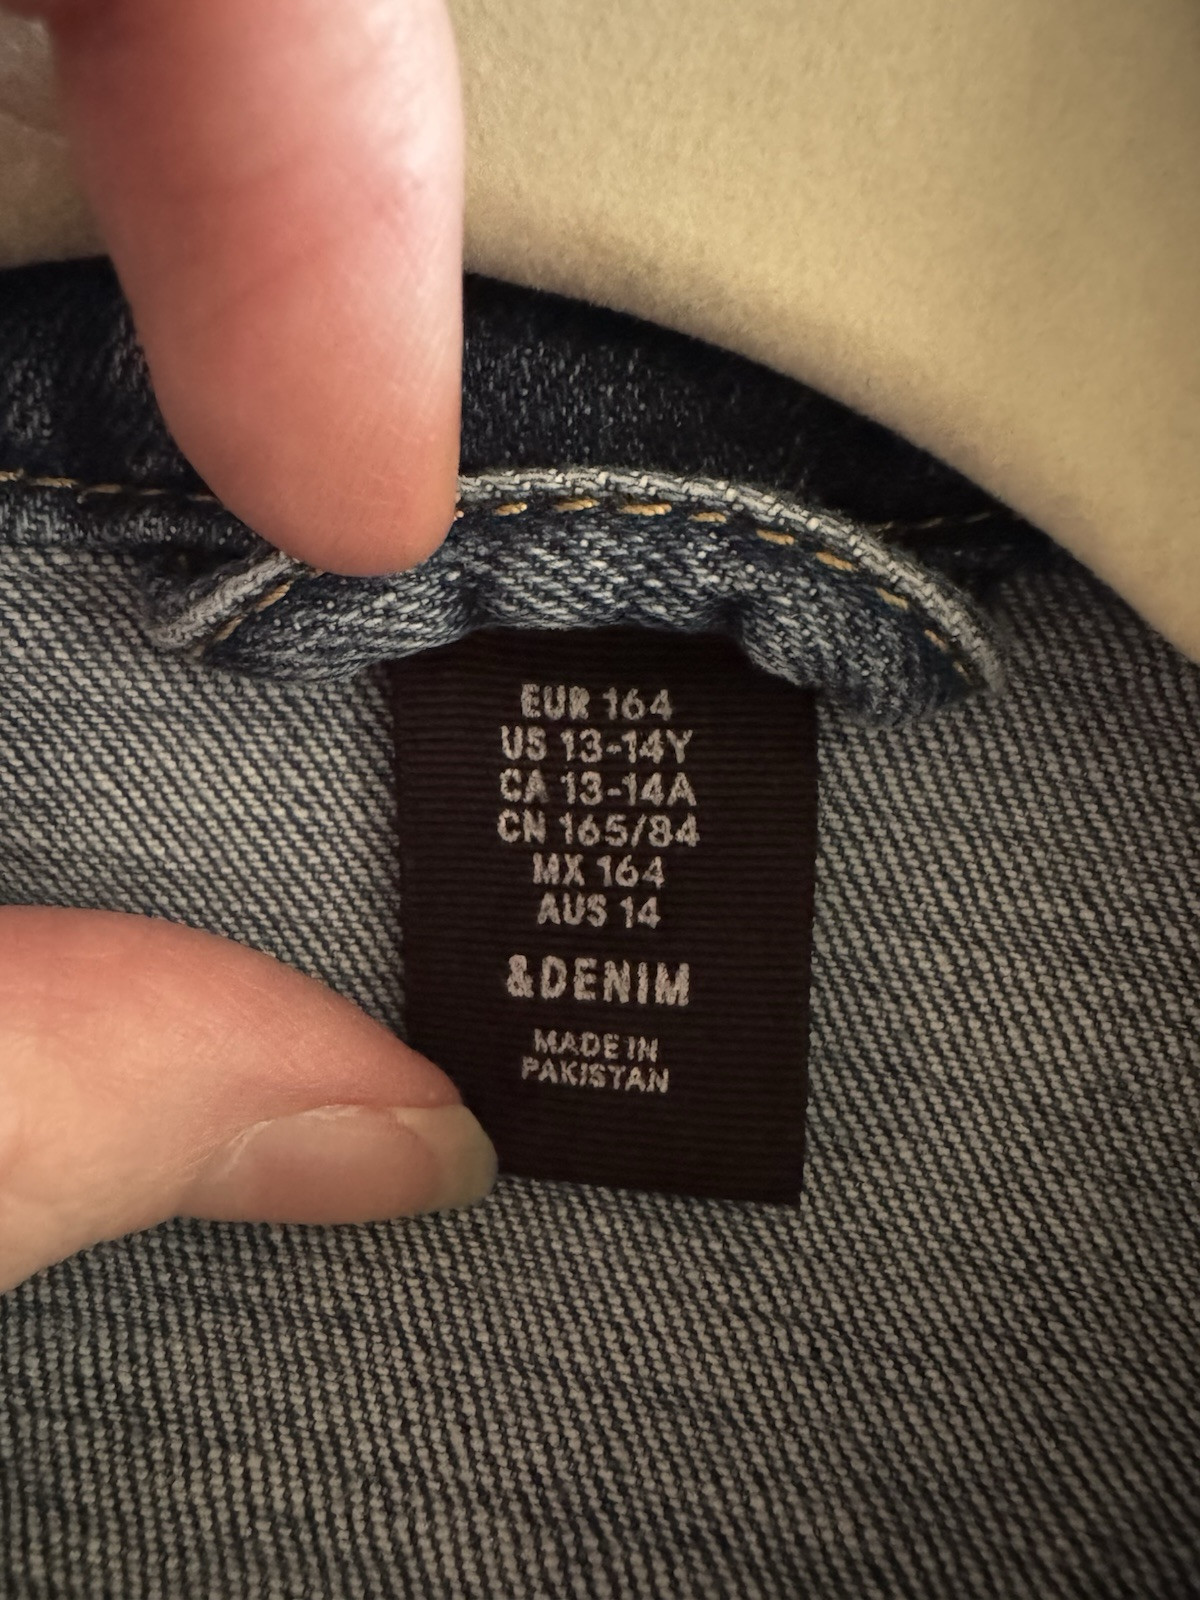 EUR 164
US 13-14Y
CA 13-14A
CN 165/84
MX 164
AUS 14
&DENIM
MADE IN
PAKISTAN